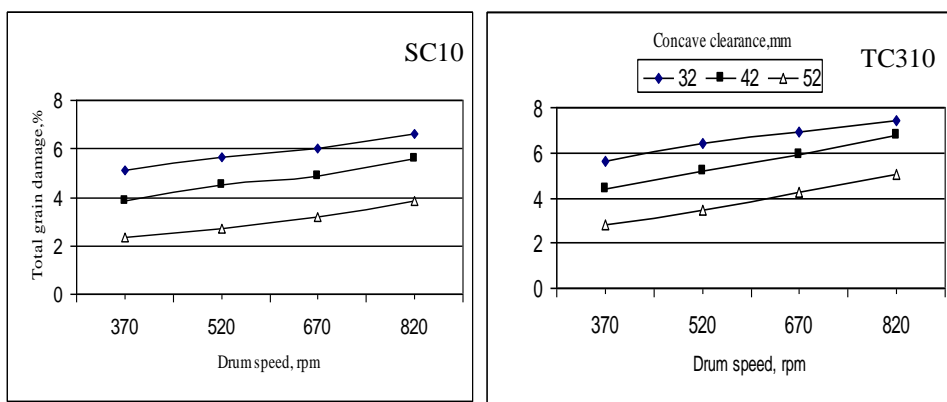 SC10
Total grain damage,%
8
6
4
2
0
370 520 670 820
Drum speed, rpm
Concave clearance,mm
TC310
32 42 52
8
6
4
2
0
370 520 670 820
Drum speed, rpm